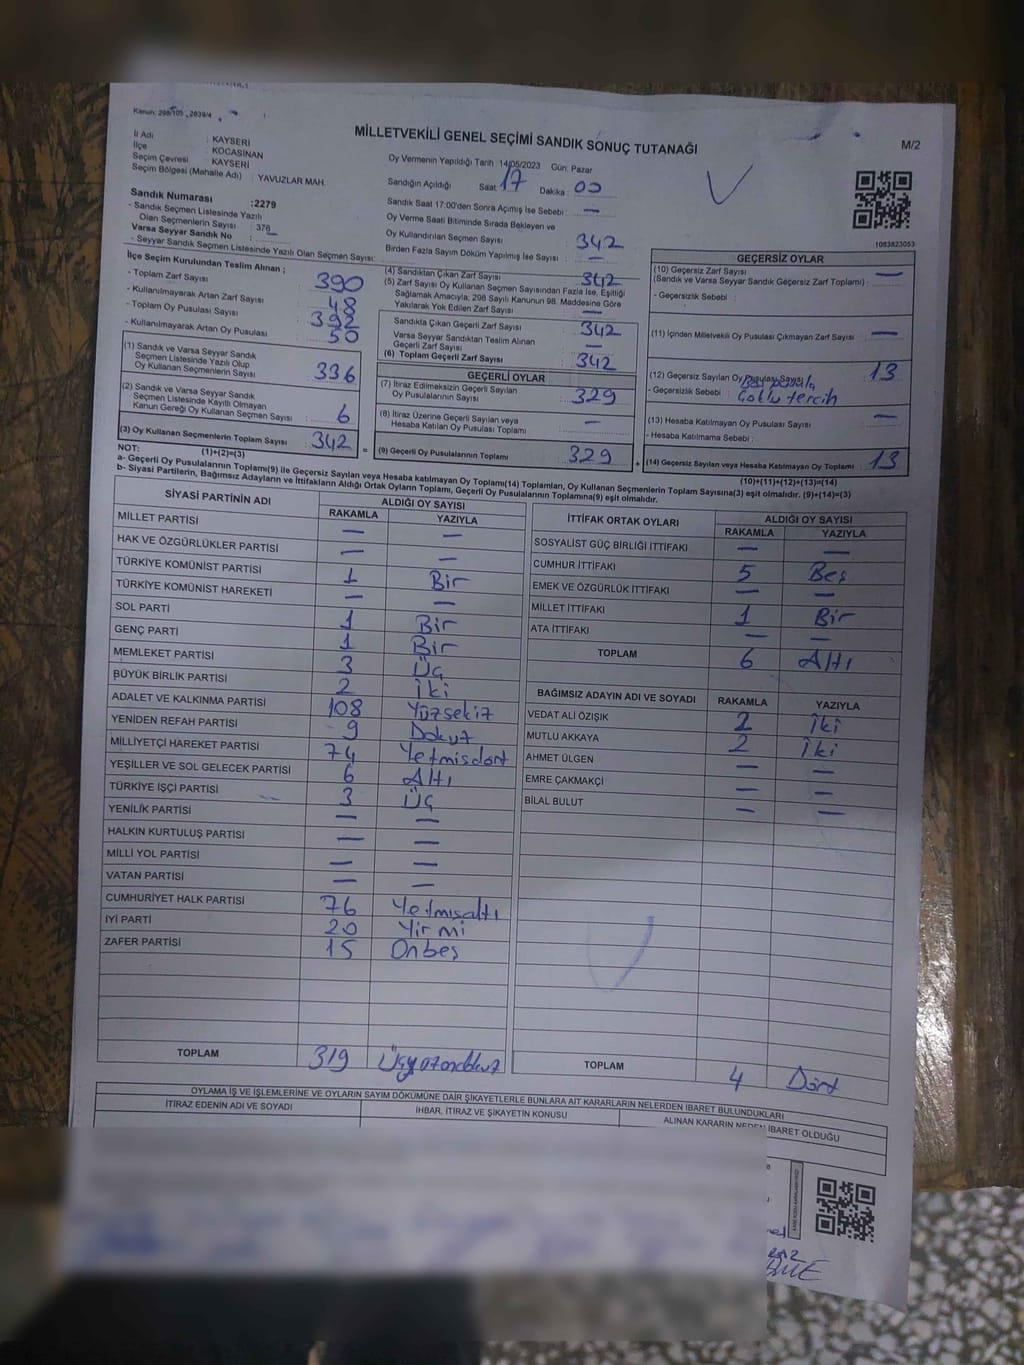 Kanun: 298/105 , 2839/4
MİLLETVEKİLİ GENEL SEÇİMİ SANDIK SONUÇ TUTANAĞI
M/2
İl Adı : KAYSERİ
İlçe : KOCASİNAN
Seçim Çevresi : KAYSERİ
Seçim Bölgesi (Mahalle Adı) : YAVUZLAR MAH.
Oy Vermenin Yapıldığı Tarih 14/05/2023 Gün: Pazar
Sandığın Açıldığı Saat: 17 Dakika : 00
Sandık Saat 17:00'den Sonra Açımış İse Sebebi : —
Oy Verme Saati Bitiminde Sırada Bekleyen ve
Oy Kullandırılan Seçmen Sayısı : 342
Birden Fazla Sayım Döküm Yapılmış İse Sayısı : —
1083823053
Sandık Numarası :2279
- Sandık Seçmen Listesinde Yazılı
Olan Seçmenlerin Sayısı : 376
Varsa Seyyar Sandık No :
- Seyyar Sandık Seçmen Listesinde Yazılı Olan Seçmen Sayısı:
İlçe Seçim Kurulundan Teslim Alınan ;
- Toplam Zarf Sayısı : 390
- Kullanılmayarak Artan Zarf Sayısı : 48
- Toplam Oy Pusulası Sayısı : 392
- Kullanılmayarak Artan Oy Pusulası : 50
(1) Sandık ve Varsa Seyyar Sandık
Seçmen Listesinde Yazılı Olup
Oy Kullanan Seçmenlerin Sayısı : 336
(2) Sandık ve Varsa Seyyar Sandık
Seçmen Listesinde Kayıtlı Olmayan
Kanun Gereği Oy Kullanan Seçmen Sayısı : 6
(3) Oy Kullanan Seçmenlerin Toplam Sayısı : 342
(1)+(2)=(3)
(4) Sandıktan Çıkan Zarf Sayısı : 342
(5) Zarf Sayısı Oy Kullanan Seçmen Sayısından Fazla İse, Eşitliği
Sağlamak Amacıyla; 298 Sayılı Kanunun 98. Maddesine Göre
Yakılarak Yok Edilen Zarf Sayısı : —
Sandıkta Çıkan Geçerli Zarf Sayısı : 342
Varsa Seyyar Sandıktan Teslim Alınan
Geçerli Zarf Sayısı : —
(6) Toplam Geçerli Zarf Sayısı : 342
GEÇERLİ OYLAR
(7) İtiraz Edilmeksizin Geçerli Sayılan
Oy Pusulalarının Sayısı : 329
(8) İtiraz Üzerine Geçerli Sayılan veya
Hesaba Katılan Oy Pusulası Toplamı : —
= (9) Geçerli Oy Pusulalarının Toplamı : 329
GEÇERSİZ OYLAR
(10) Geçersiz Zarf Sayısı —
(Sandık ve Varsa Seyyar Sandık Geçersiz Zarf Toplamı) :
- Geçersizlik Sebebi :
(11) İçinden Milletvekili Oy Pusulası Çıkmayan Zarf Sayısı : —
(12) Geçersiz Sayılan Oy Pusulası Sayısı : 13
- Geçersizlik Sebebi : Boş pusula
Çoklu tercih
(13) Hesaba Katılmayan Oy Pusulası Sayısı : —
- Hesaba Katılmama Sebebi :
+ (14) Geçersiz Sayılan veya Hesaba Katılmayan Oy Toplamı : 13
(10)+(11)+(12)+(13)=(14)
NOT:
a- Geçerli Oy Pusulalarının Toplamı(9) ile Geçersiz Sayılan veya Hesaba katılmayan Oy Toplamı(14) Toplamları, Oy Kullanan Seçmenlerin Toplam Sayısına(3) eşit olmalıdır. (9)+(14)=(3)
b- Siyasi Partilerin, Bağımsız Adayların ve İttifakların Aldığı Ortak Oyların Toplamı, Geçerli Oy Pusulalarının Toplamına(9) eşit olmalıdır.
SİYASİ PARTİNİN ADI ALDIĞI OY SAYISI
RAKAMLA YAZIYLA
MİLLET PARTİSİ — —
HAK VE ÖZGÜRLÜKLER PARTİSİ — —
TÜRKİYE KOMÜNİST PARTİSİ 1 Bir
TÜRKİYE KOMÜNİST HAREKETİ — —
SOL PARTİ 1 Bir
GENÇ PARTİ 1 Bir
MEMLEKET PARTİSİ 3 Üç
BÜYÜK BİRLİK PARTİSİ 2 İki
ADALET VE KALKINMA PARTİSİ 108 Yüzsekiz
YENİDEN REFAH PARTİSİ 9 Dokuz
MİLLİYETÇİ HAREKET PARTİSİ 74 Yetmisdört
YEŞİLLER VE SOL GELECEK PARTİSİ 6 Altı
TÜRKİYE İŞÇİ PARTİSİ 3 Üç
YENİLİK PARTİSİ — —
HALKIN KURTULUŞ PARTİSİ — —
MİLLİ YOL PARTİSİ — —
VATAN PARTİSİ — —
CUMHURİYET HALK PARTİSİ 76 Yetmısaltı
İYİ PARTİ 20 Yirmi
ZAFER PARTİSİ 15 Onbeş
TOPLAM 319 Üçyüzondokuz
İTTİFAK ORTAK OYLARI ALDIĞI OY SAYISI
RAKAMLA YAZIYLA
SOSYALİST GÜÇ BİRLİĞİ İTTİFAKI — —
CUMHUR İTTİFAKI 5 Beş
EMEK VE ÖZGÜRLÜK İTTİFAKI — —
MİLLET İTTİFAKI 1 Bir
ATA İTTİFAKI — —
TOPLAM 6 Altı
BAĞIMSIZ ADAYIN ADI VE SOYADI RAKAMLA YAZIYLA
VEDAT ALİ ÖZIŞIK 2 İki
MUTLU AKKAYA 2 İki
AHMET ÜLGEN — —
EMRE ÇAKMAKÇİ — —
BİLAL BULUT — —
TOPLAM 4 Dört
OYLAMA İŞ VE İŞLEMLERİNE VE OYLARIN SAYIM DÖKÜMÜNE DAİR ŞİKAYETLERLE BUNLARA AİT KARARLARIN NELERDEN İBARET BULUNDUKLARI
İTİRAZ EDENİN ADI VE SOYADI İHBAR, İTİRAZ VE ŞİKAYETİN KONUSU ALINAN KARARIN NEDEN İBARET OLDUĞU